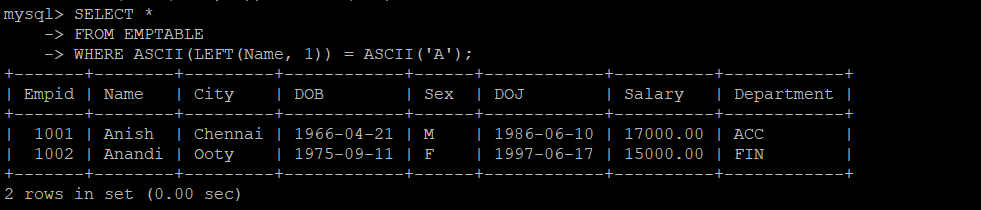 mysql> SELECT *
    -> FROM EMPTABLE
    -> WHERE ASCII(LEFT(Name, 1)) = ASCII('A');
+-------+--------+---------+------------+------+------------+----------+------------+
| Empid | Name   | City    | DOB        | Sex  | DOJ        | Salary   | Department |
+-------+--------+---------+------------+------+------------+----------+------------+
|  1001 | Anish  | Chennai | 1966-04-21 | M    | 1986-06-10 | 17000.00 | ACC        |
|  1002 | Anandi | Ooty    | 1975-09-11 | F    | 1997-06-17 | 15000.00 | FIN        |
+-------+--------+---------+------------+------+------------+----------+------------+
2 rows in set (0.00 sec)